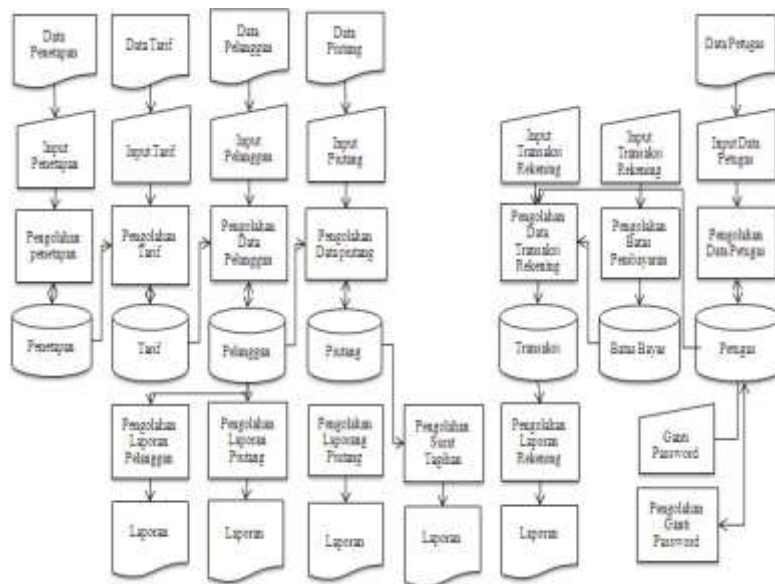 Data
Penetapan
Data Tarif
Data
Pelanggan
Data
Piutang
Data Petugas
Input
Penetapan
Input Tarif
Input
Pelanggan
Input
Piutang
Input
Transaksi
Rekening
Input
Transaksi
Rekening
Input Data
Petugas
Pengolahan
penetapan
Pengolahan
Tarif
Pengolahan
Data
Pelanggan
Pengolahan
Data piutang
Pengolahan
Data
Transaksi
Rekening
Pengolahan
Batas
Pembayaran
Pengolahan
Data Petugas
Penetapan
Tarif
Pelanggan
Piutang
Transaksi
Batas Bayar
Petugas
Pengolahan
Laporan
Pelanggan
Pengolahan
Laporan
Piutang
Pengolahan
Laporang
Piutang
Pengolahan
Surat
Tagihan
Pengolahan
Laporan
Rekening
Ganti
Password
Laporan
Laporan
Laporan
Laporan
Laporan
Pengolahan
Ganti
Password